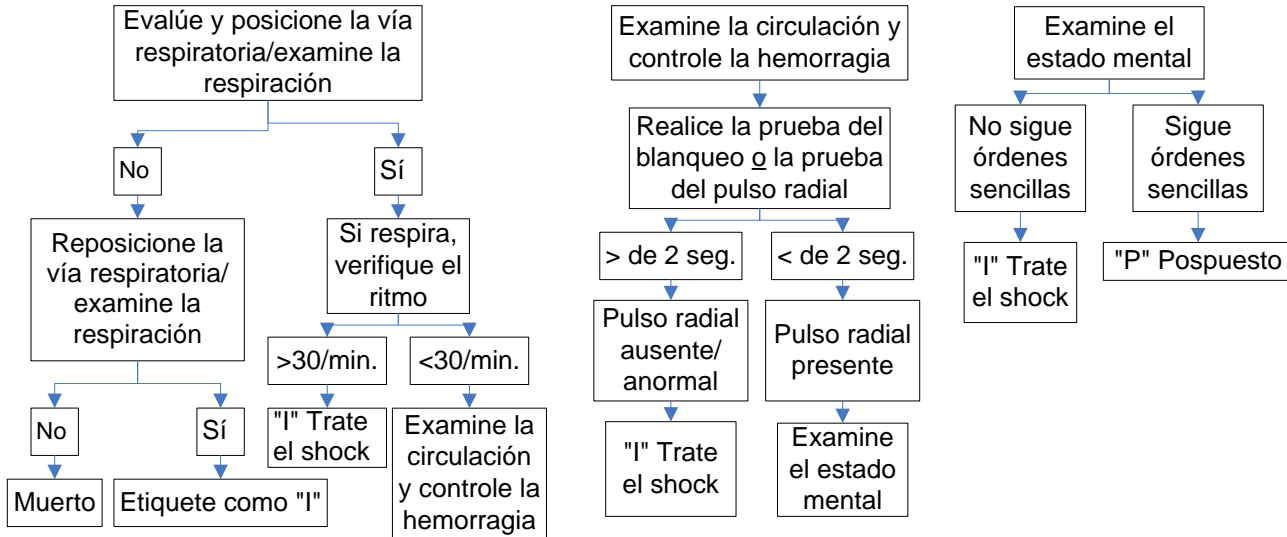 Evalúe y posicione la vía
respiratoria/examine la
respiración
No
Sí
Reposicione la
vía respiratoria/
examine la
respiración
Si respira,
verifique el
ritmo
>30/min.
<30/min.
No
Sí
"I" Trate
el shock
Examine la
circulación
y controle la
hemorragia
Muerto
Etiquete como "I"
Examine la circulación y
controle la hemorragia
Realice la prueba del
blanqueo o la prueba
del pulso radial
> de 2 seg.
< de 2 seg.
Pulso radial
ausente/
anormal
Pulso radial
presente
"I" Trate
el shock
Examine
el estado
mental
Examine el
estado mental
No sigue
órdenes
sencillas
Sigue
órdenes
sencillas
"I" Trate
el shock
"P" Pospuesto